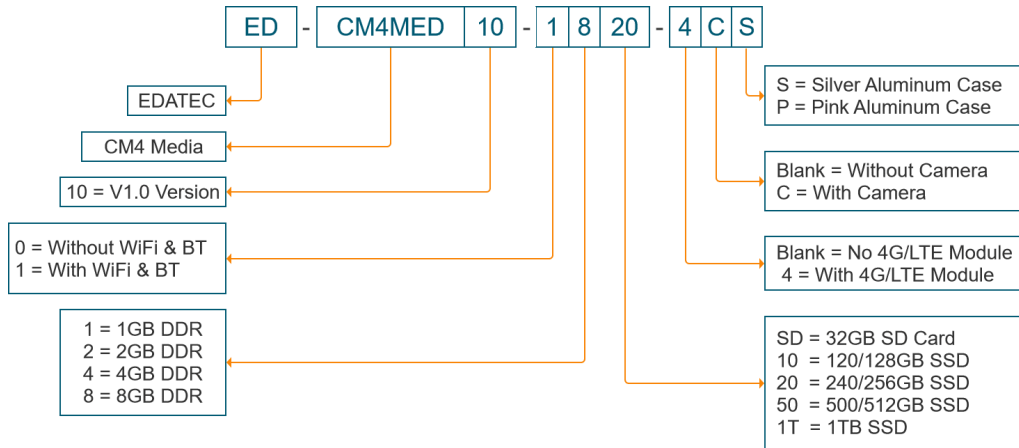 ED - CM4MED 10 - 1 8 20 - 4 C S
EDATEC
CM4 Media
10 = V1.0 Version
0 = Without WiFi & BT
1 = With WiFi & BT
1 = 1GB DDR
2 = 2GB DDR
4 = 4GB DDR
8 = 8GB DDR
S = Silver Aluminum Case
P = Pink Aluminum Case
Blank = Without Camera
C = With Camera
Blank = No 4G/LTE Module
4 = With 4G/LTE Module
SD = 32GB SD Card
10 = 120/128GB SSD
20 = 240/256GB SSD
50 = 500/512GB SSD
1T = 1TB SSD